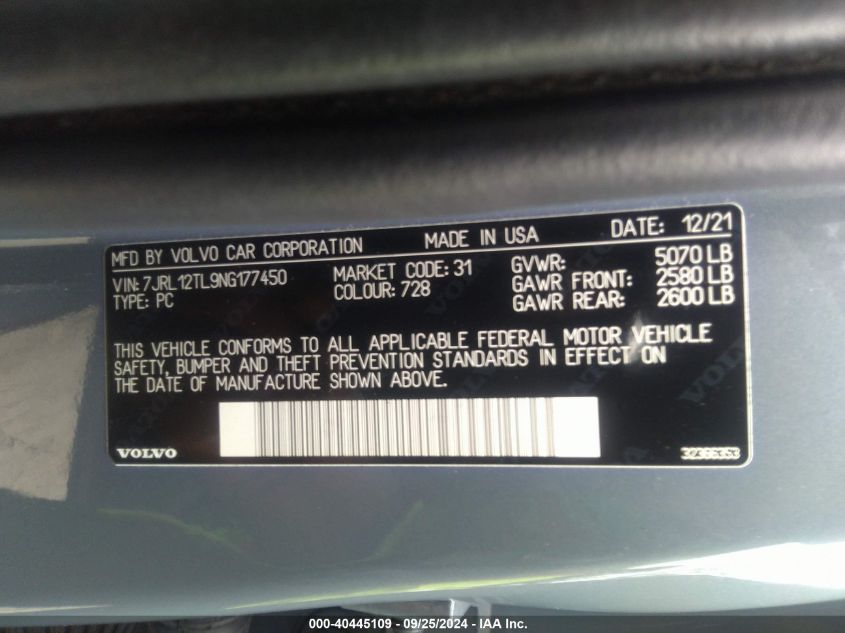 MFD BY VOLVO CAR CORPORATION MADE IN USA DATE: 12/21
VIN: 7JRL12TL9NG177450 MARKET CODE: 31 GVWR: 5070 LB
TYPE: PC COLOUR: 728 GAWR FRONT: 2580 LB
GAWR REAR: 2600 LB
THIS VEHICLE CONFORMS TO ALL APPLICABLE FEDERAL MOTOR VEHICLE
SAFETY, BUMPER AND THEFT PREVENTION STANDARDS IN EFFECT ON
THE DATE OF MANUFACTURE SHOWN ABOVE.
VOLVO 32386353
000-40445109 - 09/25/2024 - IAA Inc.